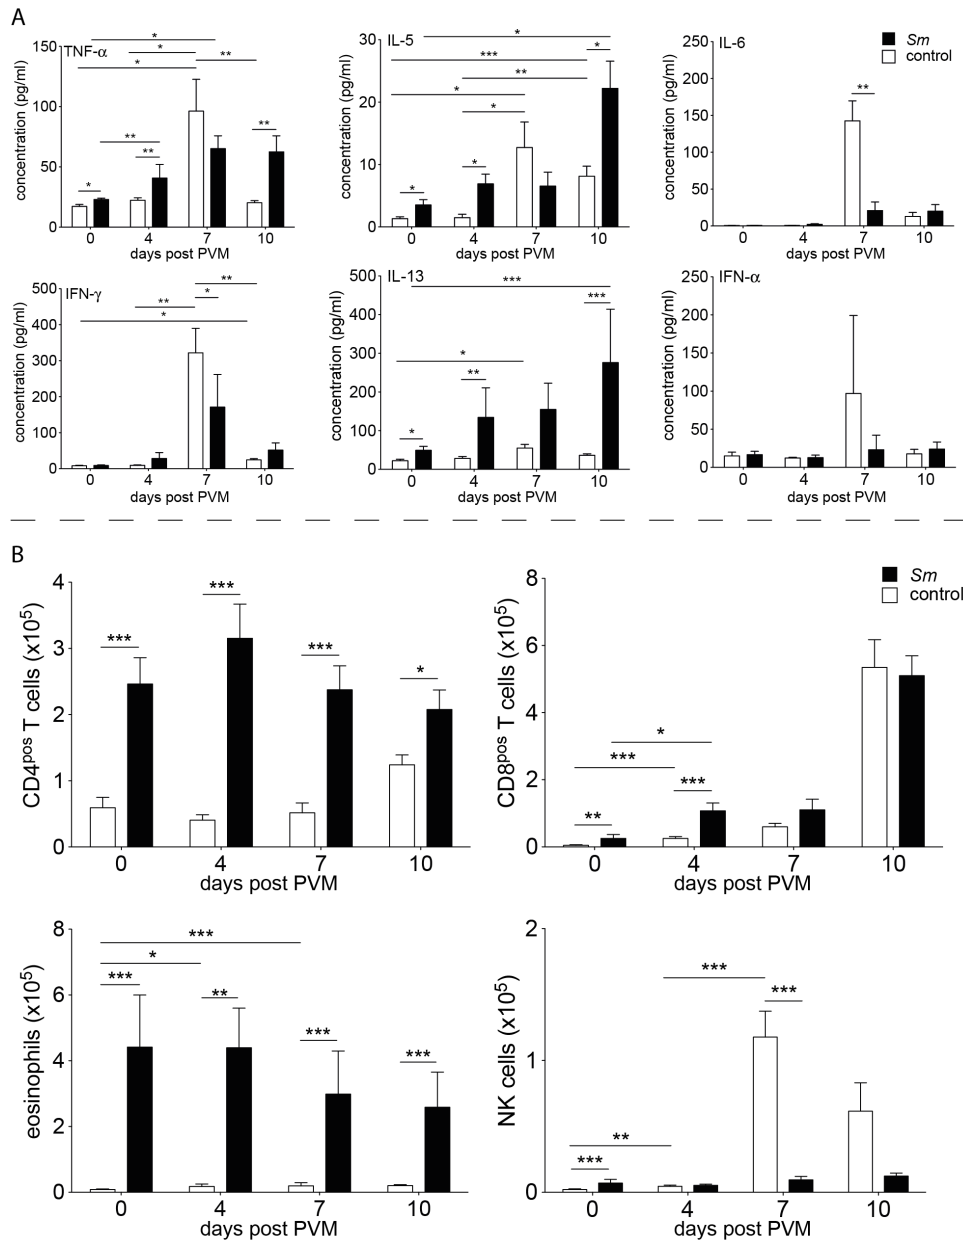 A
TNF-α
concentration (pg/ml)
150
100
50
0
* * * ** ** * ** **
0 4 7 10
days post PVM
IL-5
concentration (pg/ml)
30
20
10
0
* *** * ** * * * *
0 4 7 10
days post PVM
IL-6
Sm
control
concentration (pg/ml)
250
200
150
100
50
0
**
0 4 7 10
days post PVM
IFN-γ
concentration (pg/ml)
500
400
300
200
100
0
** ** * *
0 4 7 10
days post PVM
IL-13
concentration (pg/ml)
500
400
300
200
100
0
*** *** * ** *
0 4 7 10
days post PVM
IFN-α
concentration (pg/ml)
250
200
150
100
50
0
0 4 7 10
days post PVM
B
CD4pos T cells (x10⁵)
4
3
2
1
0
*** *** *** *
0 4 7 10
days post PVM
CD8pos T cells (x10⁵)
8
6
4
2
0
Sm
control
* *** *** **
0 4 7 10
days post PVM
eosinophils (x10⁵)
8
6
4
2
0
*** * *** ** *** ***
0 4 7 10
days post PVM
NK cells (x10⁵)
2
1
0
*** *** ** ***
0 4 7 10
days post PVM